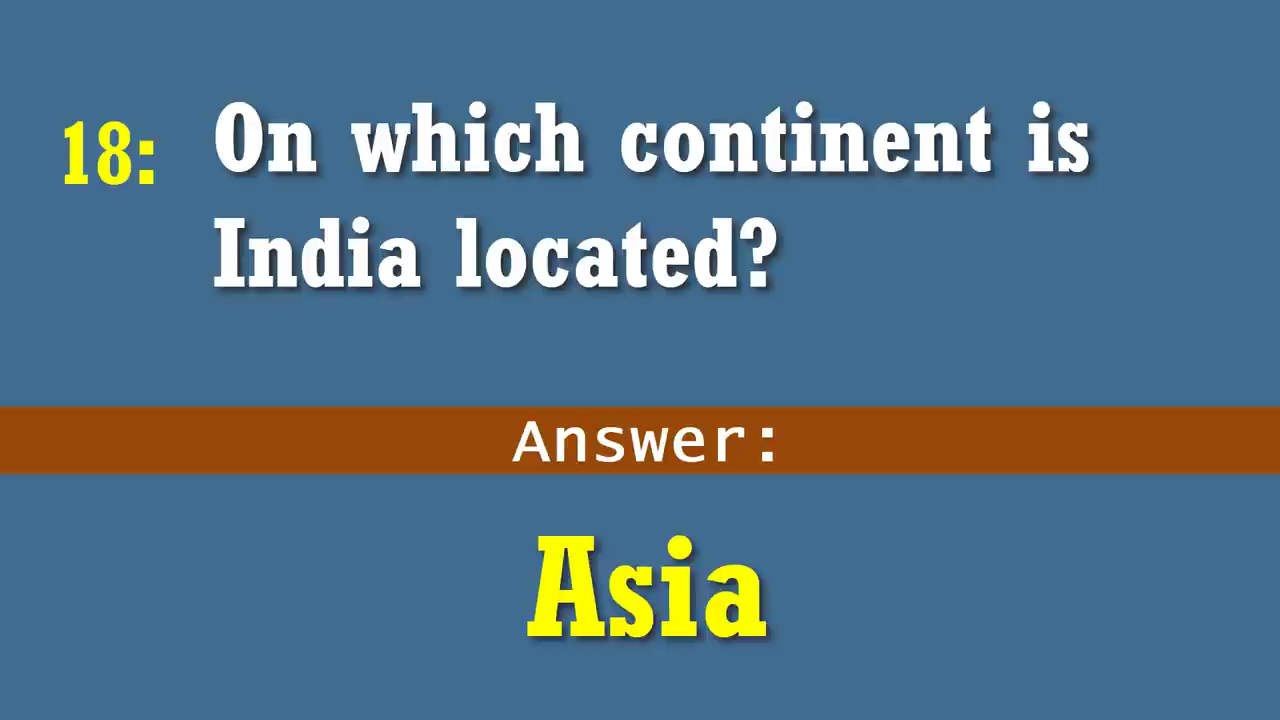 18: On which continent is
India located?
Answer:
Asia